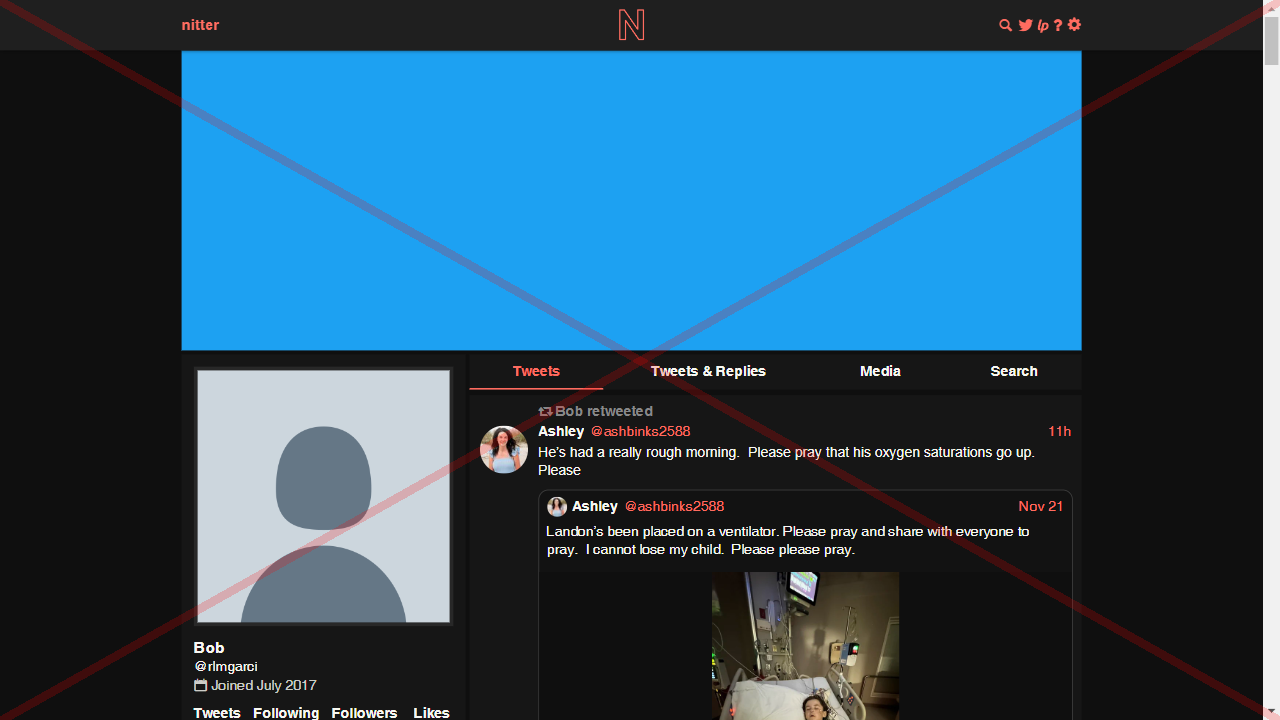 nitter
N
lp ?
Tweets Tweets & Replies Media Search
Bob retweeted
Ashley @ashbinks2588 11h
He’s had a really rough morning. Please pray that his oxygen saturations go up.
Please
Ashley @ashbinks2588 Nov 21
Landon’s been placed on a ventilator. Please pray and share with everyone to
pray. I cannot lose my child. Please please pray.
Bob
@rlmgarci
Joined July 2017
Tweets Following Followers Likes